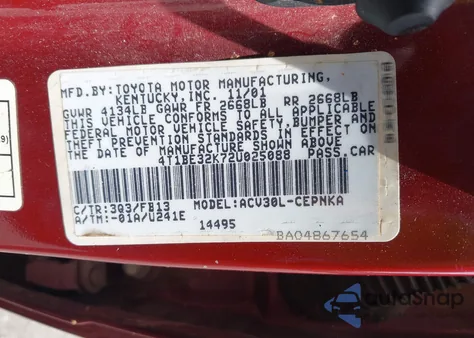 MFD.BY:TOYOTA MOTOR MANUFACTURING,
KENTUCKY,INC. 11/01
GVWR 4134LB GAWR FR 2668LB RR 2668LB
THIS VEHICLE CONFORMS TO ALL APPLICABLE
FEDERAL MOTOR VEHICLE SAFETY,BUMPER AND
THEFT PREVENTION STANDARDS IN EFFECT ON
THE DATE OF MANUFACTURE SHOWN ABOVE.
4T1BE32K72U025088 PASS.CAR
C/TR:3Q3/FB13 MODEL:ACV30L-CEPNKA
A/TM:-01A/U241E 14495
BA04867654
AutoSnap
9)